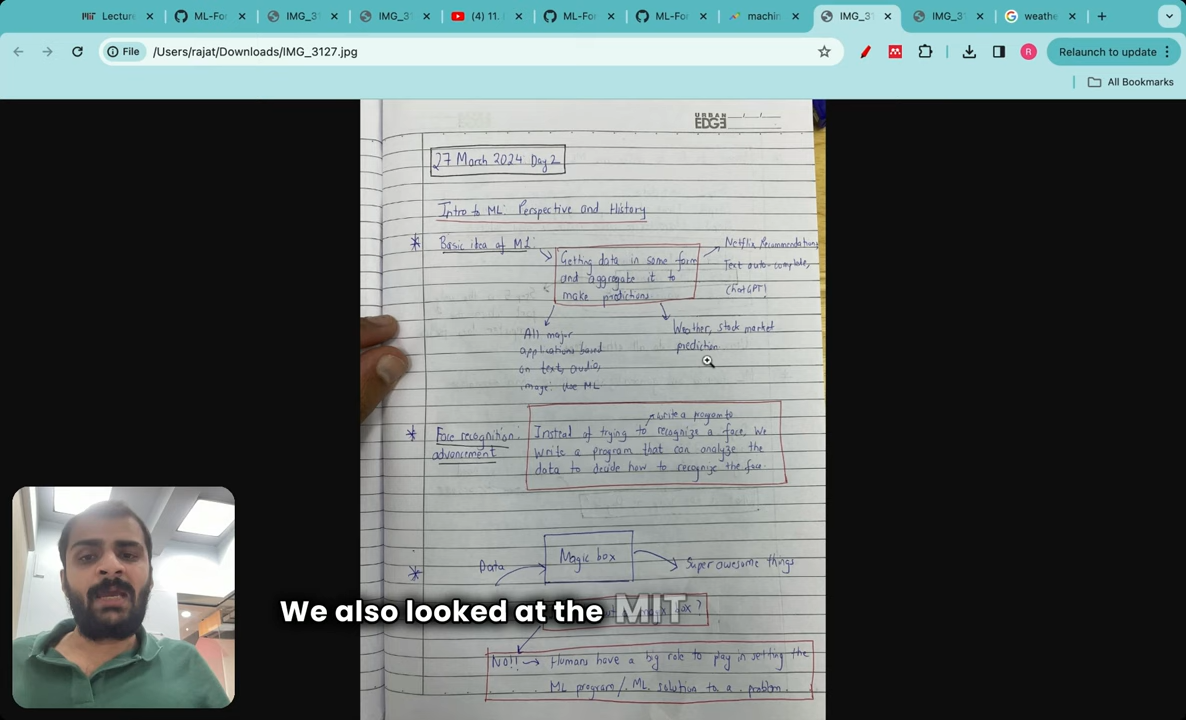 Lecture
ML-For
IMG_31
IMG_31
(4) 11.
ML-For
ML-For
machin
IMG_31
IMG_31
weathe
File
/Users/rajat/Downloads/IMG_3127.jpg
R
Relaunch to update
All Bookmarks
URBAN
EDGE
27 March 2024 Day 2
Intro to ML: Perspective and History
* Basic idea of ML:
Getting data in some form
and aggregate it to
make predictions.
Netflix Recommendations,
Text auto-complete,
(ChatGPT)
All major
applications based
on text, audio,
image: use ML
Weather, stock market
prediction
* Face recognition:
advancement
write a program to
Instead of trying to recognize a face, We
write a program that can analyze the
data to decide how to recognize the face.
*
Data
Magic box
Super awesome things
box?
We also looked at the MIT
NO!! → Humans have a big role to play in setting the
ML program/ ML solution to a problem.